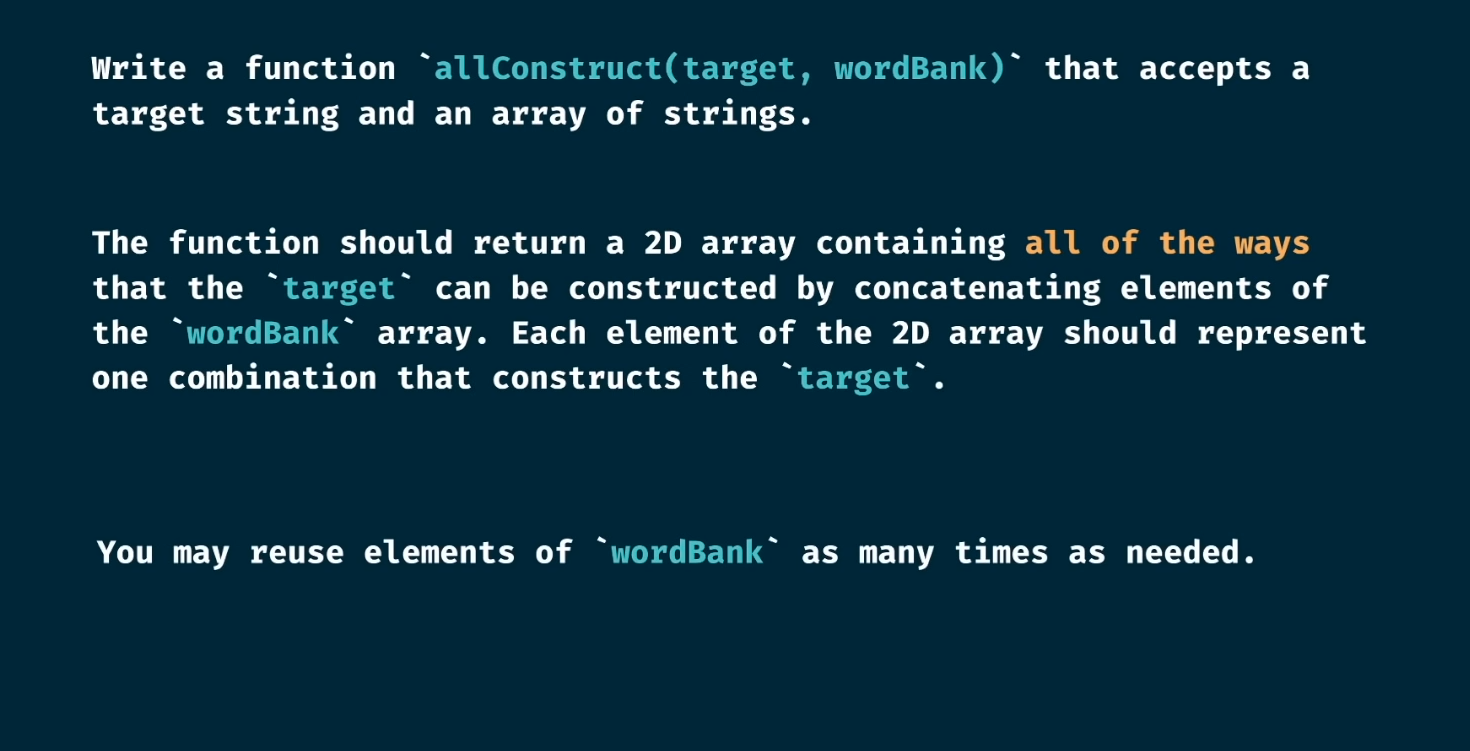 Write a function `allConstruct(target, wordBank)` that accepts a
target string and an array of strings.
The function should return a 2D array containing all of the ways
that the `target` can be constructed by concatenating elements of
the `wordBank` array. Each element of the 2D array should represent
one combination that constructs the `target`.
You may reuse elements of `wordBank` as many times as needed.